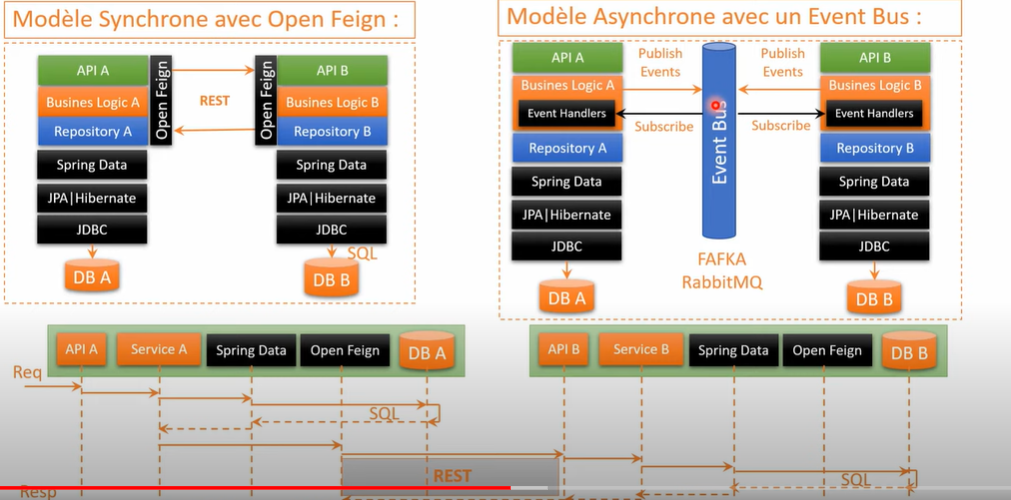 Modèle Synchrone avec Open Feign :
API A
Open Feign
REST
Open Feign
API B
Busines Logic A
Busines Logic B
Repository A
Repository B
Spring Data
Spring Data
JPA|Hibernate
JPA|Hibernate
JDBC
JDBC
SQL
DB A
DB B
Modèle Asynchrone avec un Event Bus :
API A
Publish
Events
Event Bus
Publish
Events
API B
Busines Logic A
Busines Logic B
Event Handlers
Event Handlers
Subscribe
Subscribe
Repository A
Repository B
Spring Data
Spring Data
JPA|Hibernate
JPA|Hibernate
JDBC
JDBC
FAFKA
RabbitMQ
DB A
DB B
API A
Service A
Spring Data
Open Feign
DB A
API B
Service B
Spring Data
Open Feign
DB B
Req
SQL
REST
SQL
Resp